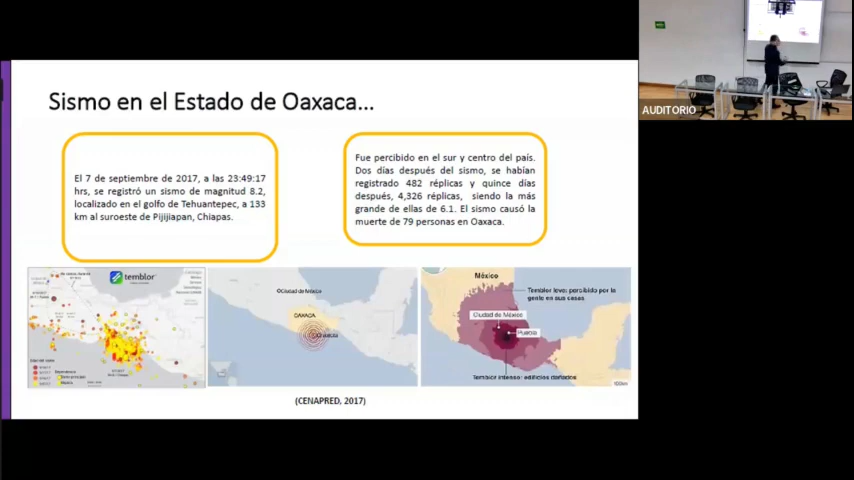 AUDITORIO
Sismo en el Estado de Oaxaca...
El 7 de septiembre de 2017, a las 23:49:17
hrs, se registró un sismo de magnitud 8.2,
localizado en el golfo de Tehuantepec, a 133
km al suroeste de Pijijiapan, Chiapas.
Fue percibido en el sur y centro del país.
Dos días después del sismo, se habían
registrado 482 réplicas y quince días
después, 4,326 réplicas, siendo la más
grande de ellas de 6.1. El sismo causó la
muerte de 79 personas en Oaxaca.
temblor
Ciudad de México
OAXACA
CHIAPAS
México
Temblor leve: percibido por la
gente en sus casas
Ciudad de México
Puebla
Temblor intenso: edificios dañados
100km
(CENAPRED, 2017)